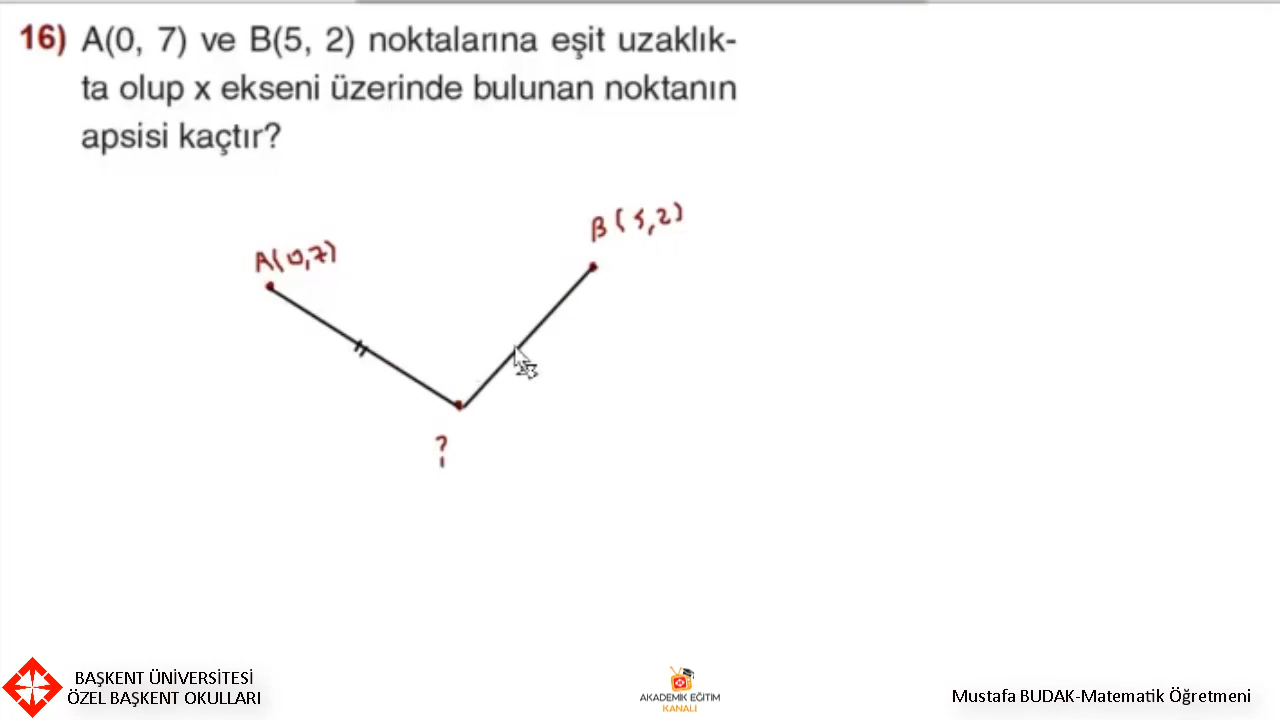 16) A(0, 7) ve B(5, 2) noktalarına eşit uzaklık-
ta olup x ekseni üzerinde bulunan noktanın
apsisi kaçtır?
B(5,2)
A(0,7)
?
BAŞKENT ÜNİVERSİTESİ
ÖZEL BAŞKENT OKULLARI
AKADEMİK EĞİTİM
KANALI
Mustafa BUDAK-Matematik Öğretmeni